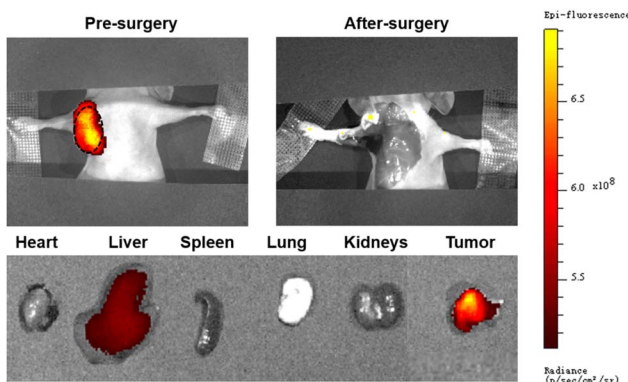 Pre-surgery
After-surgery
Epi-fluorescence
6.5
6.0 x10⁸
5.5
Radiance
(p/sec/cm²/sr)
Heart Liver Spleen Lung Kidneys Tumor